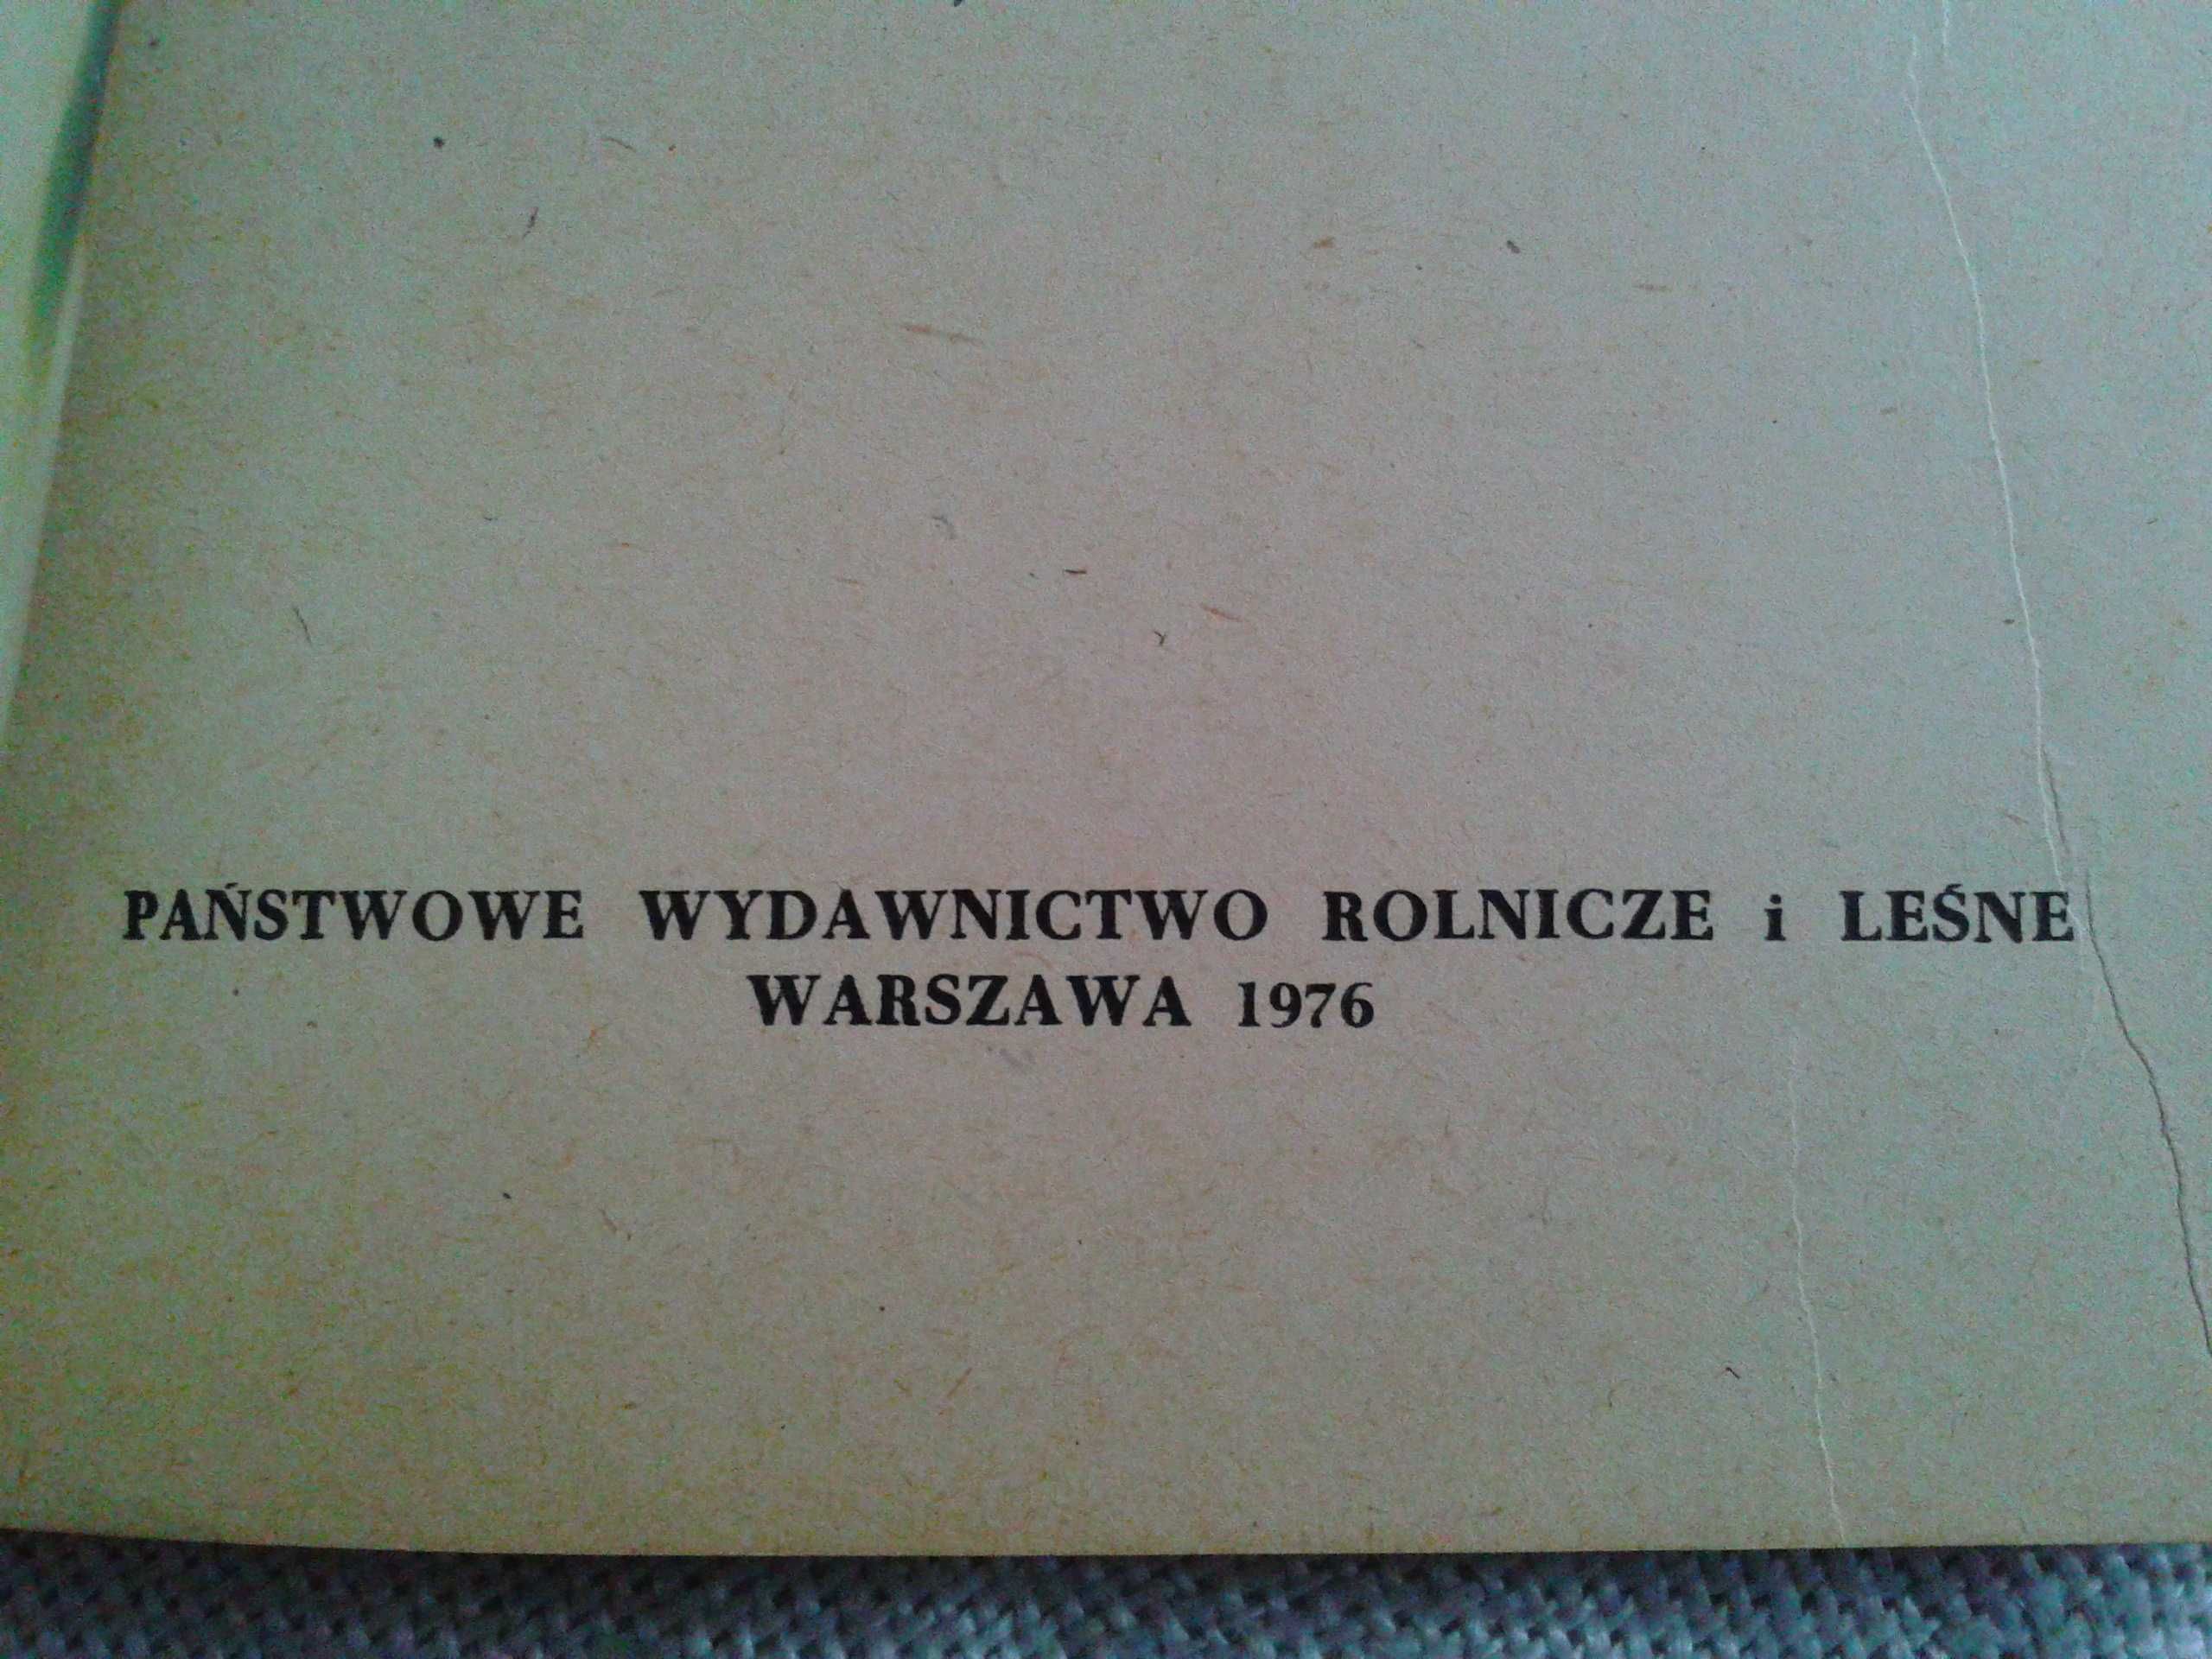 PAŃSTWOWE WYDAWNICTWO ROLNICZE i LEŚNE
WARSZAWA 1976